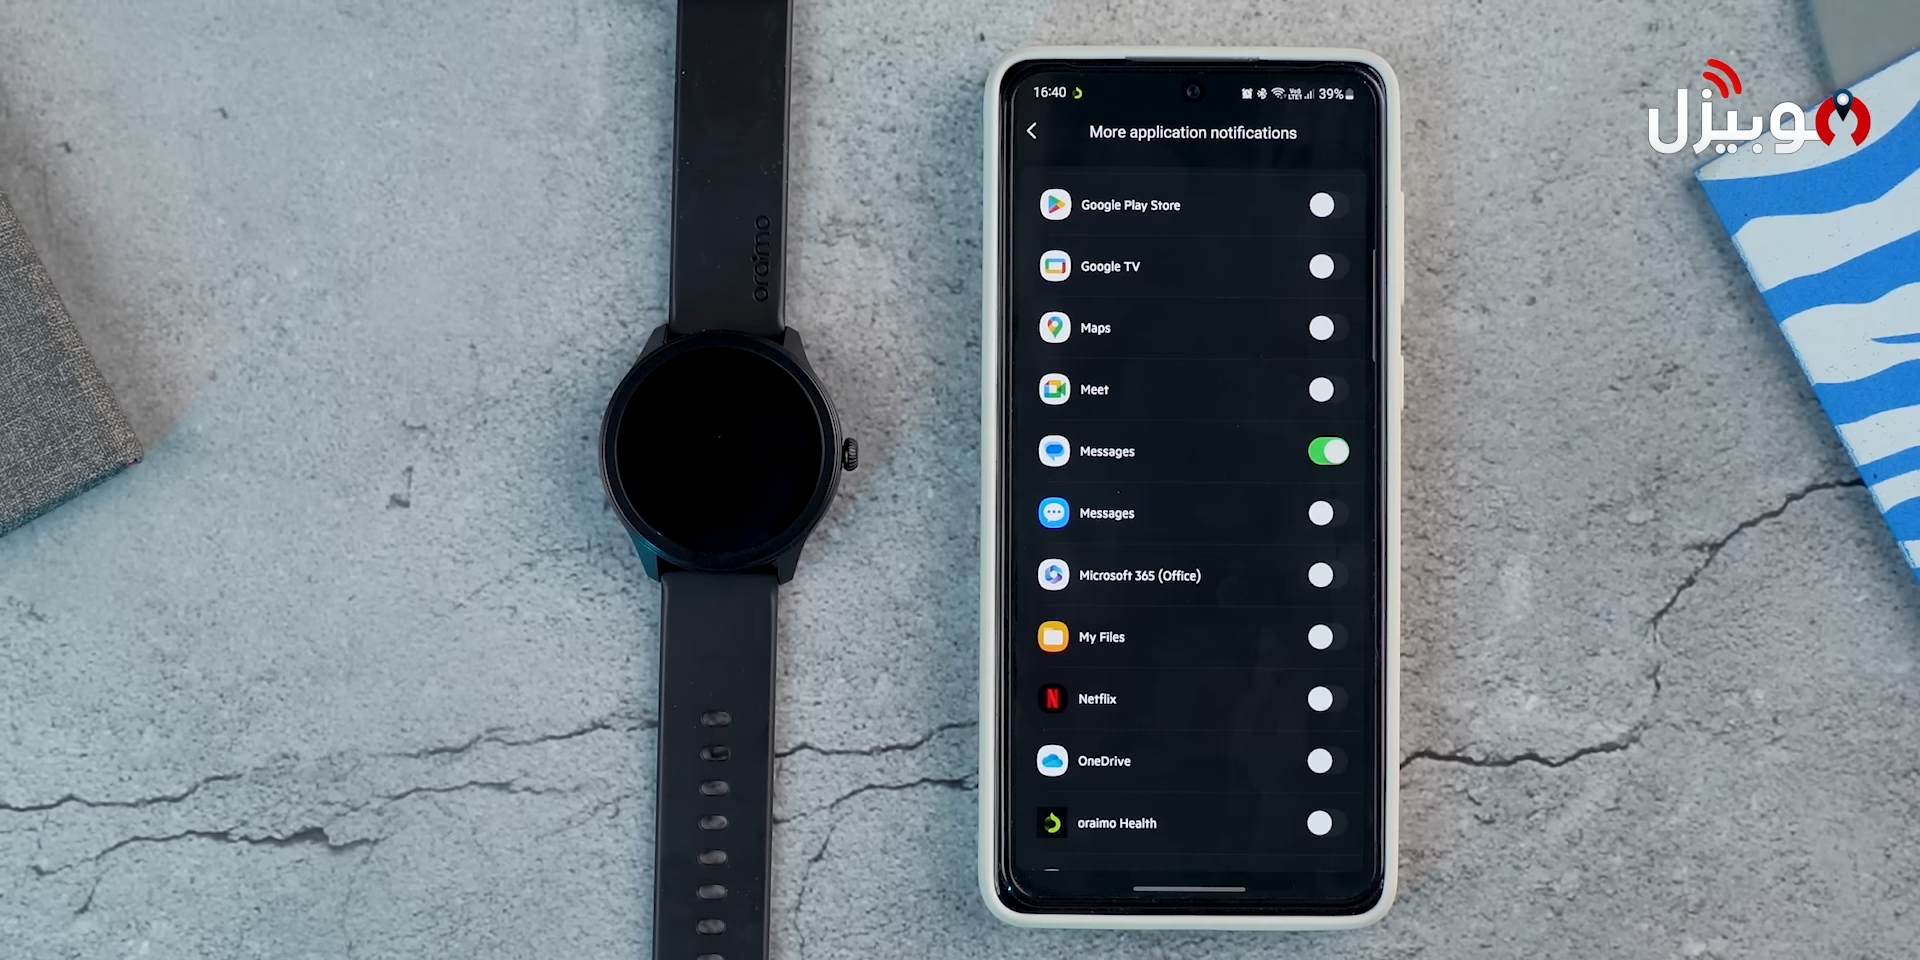 oraimo
16:40
VoLTE1
39%
More application notifications
Google Play Store
Google TV
Maps
Meet
Messages
Messages
Microsoft 365 (Office)
My Files
Netflix
OneDrive
oraimo Health
موبيزل